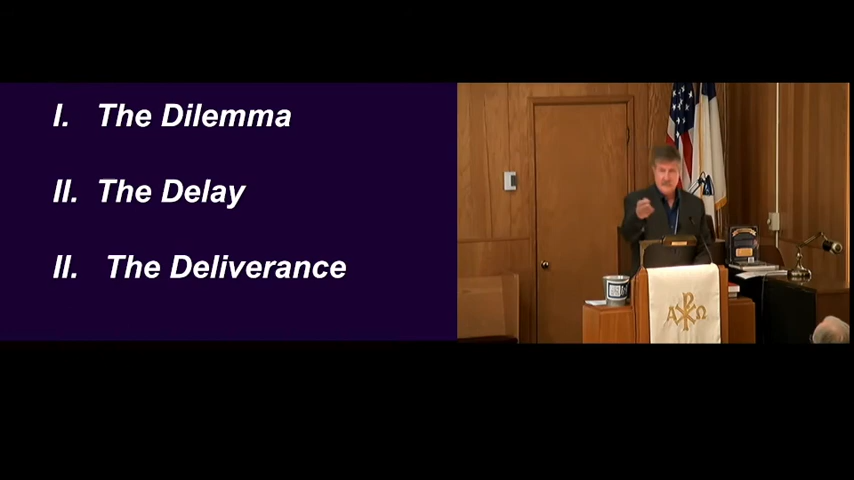 I. The Dilemma
II. The Delay
II. The Deliverance
Α Ω